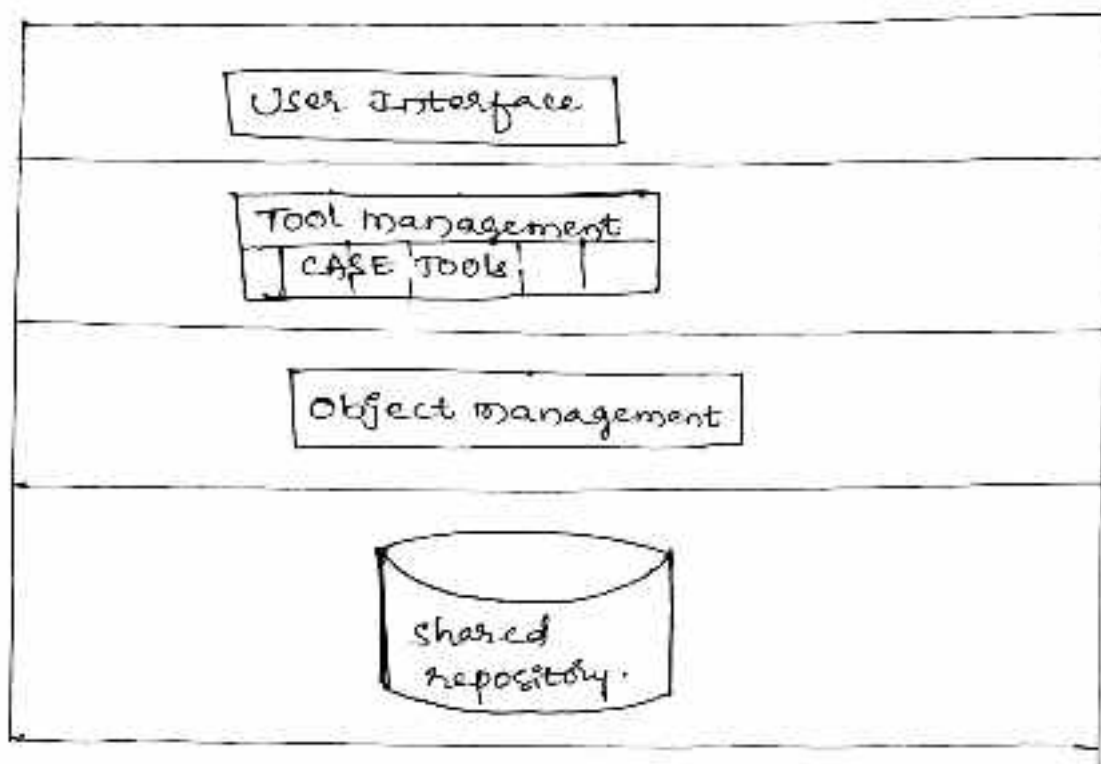 User Interface
Tool management
CASE Tools
Object management
shared
repository.